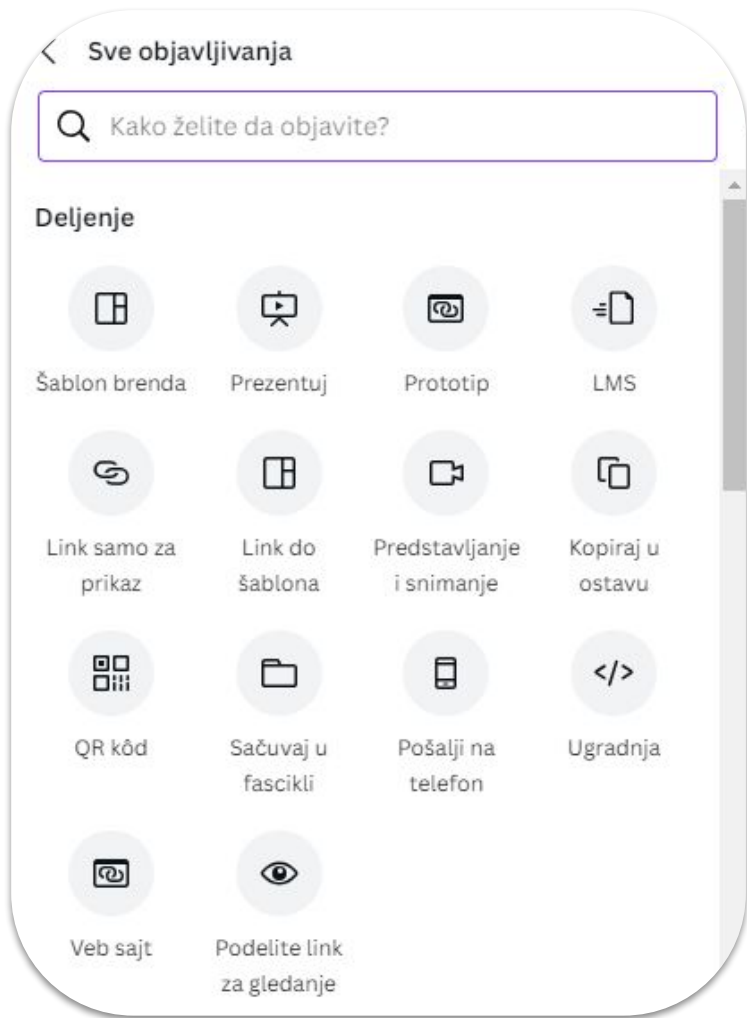 Sve objavljivanja
Kako želite da objavite?
Deljenje
Šablon brenda
Prezentuj
Prototip
LMS
Link samo za
prikaz
Link do
šablona
Predstavljanje
i snimanje
Kopiraj u
ostavu
QR kôd
Sačuvaj u
fascikli
Pošalji na
telefon
Ugradnja
Veb sajt
Podelite link
za gledanje